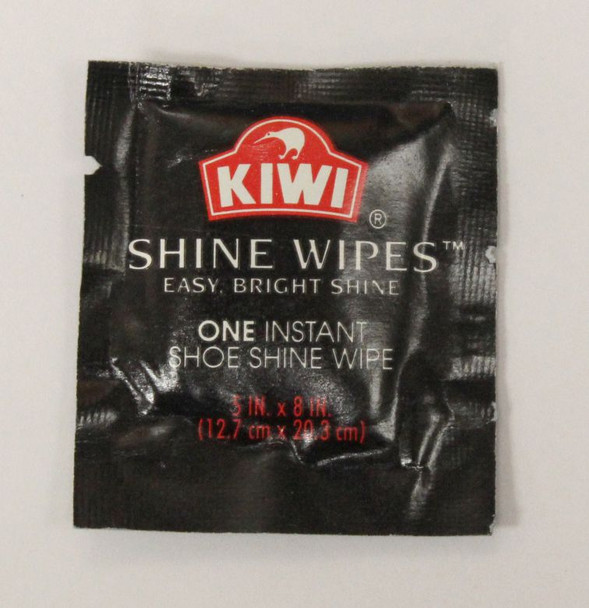 KIWI
®
SHINE WIPES™
EASY. BRIGHT SHINE
ONE INSTANT
SHOE SHINE WIPE
5 IN. x 8 IN.
(12.7 cm x 20.3 cm)